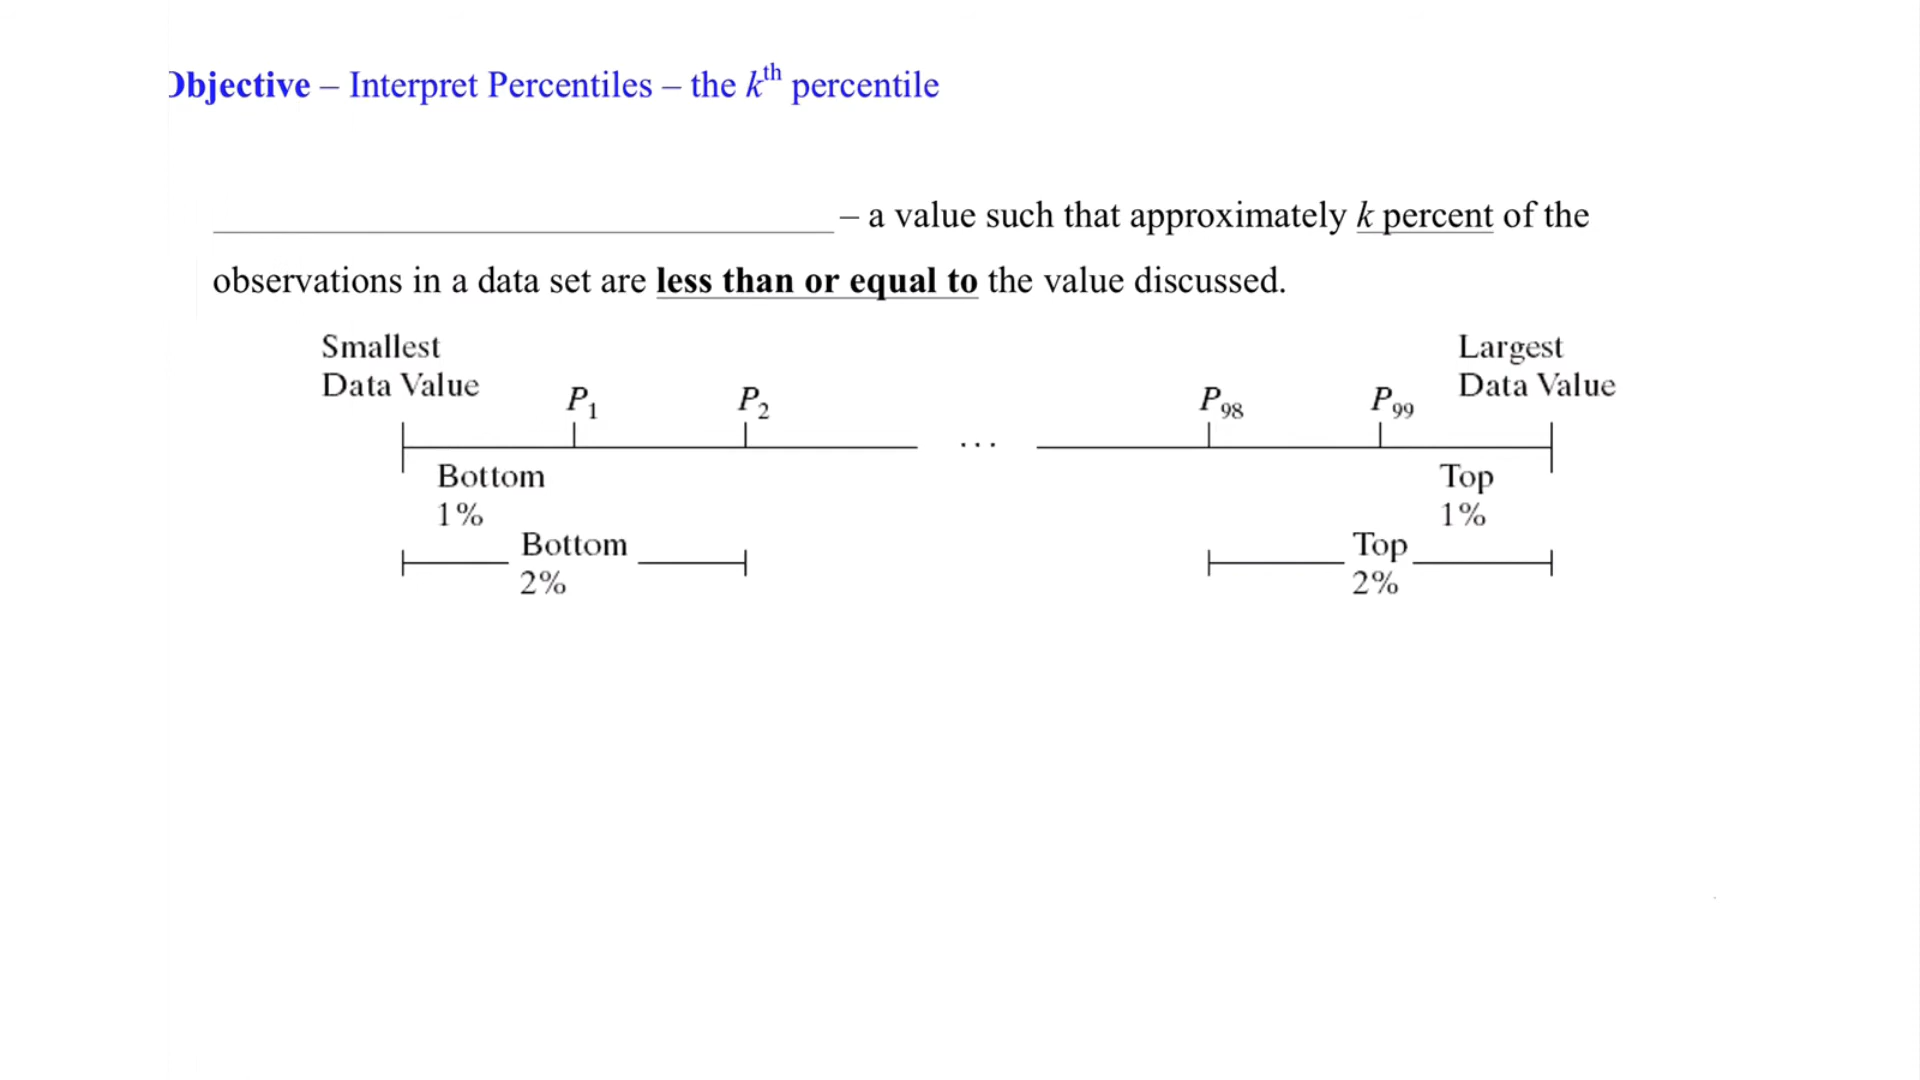 Objective – Interpret Percentiles – the kth percentile
– a value such that approximately k percent of the
observations in a data set are less than or equal to the value discussed.
Smallest
Data Value
P1
P2
...
P98
P99
Largest
Data Value
Bottom
1%
Top
1%
Bottom
2%
Top
2%